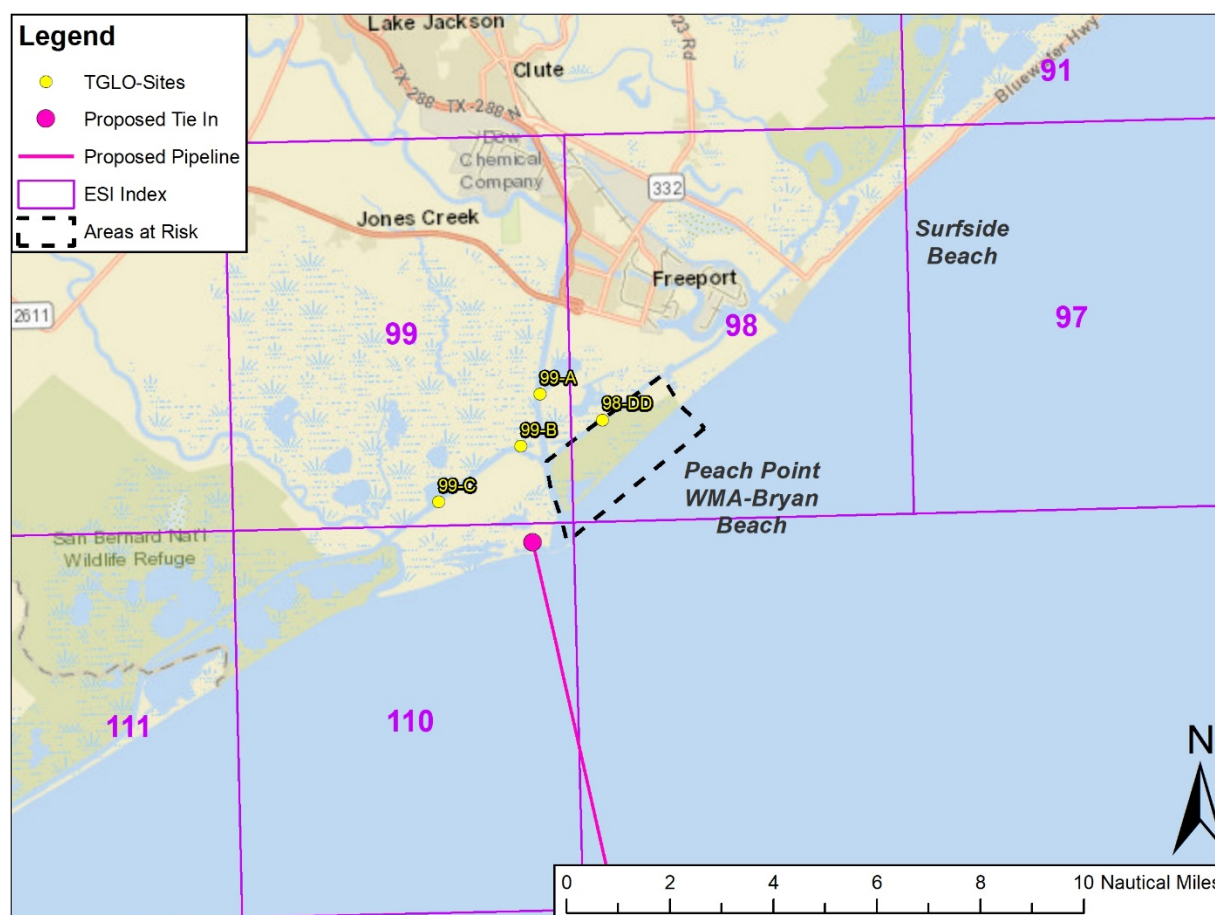 Legend
TGLO-Sites
Proposed Tie In
Proposed Pipeline
ESI Index
Areas at Risk
Lake Jackson
Clute
TX-288
TX-288 N
23 Rd
Bluewater Hwy
91
Dow
Chemical
Company
332
Jones Creek
Surfside
Beach
Freeport
2611
99
98
97
99-A
98-DD
99-B
99-C
Peach Point
WMA-Bryan
Beach
San Bernard Nat'l
Wildlife Refuge
111
110
N
0 2 4 6 8 10 Nautical Miles